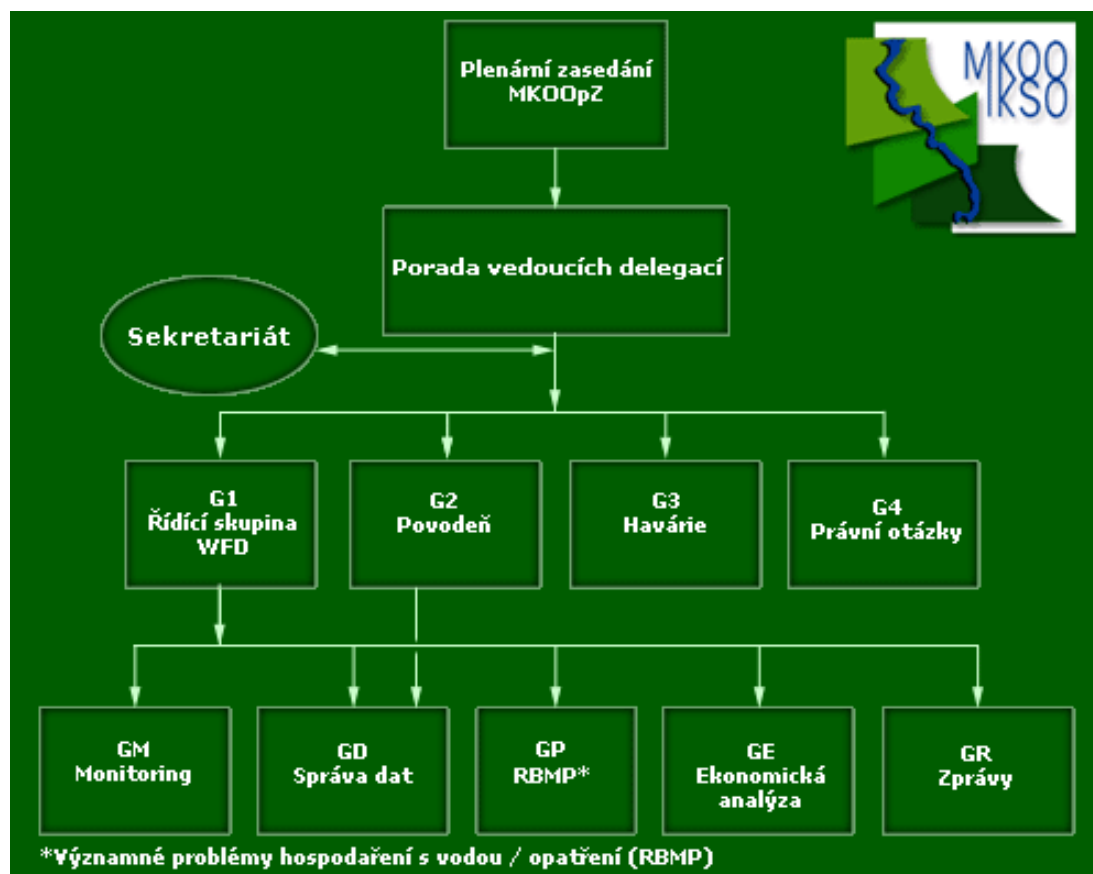 Plenární zasedání
MKOOpZ
MKOO
IKSO
Porada vedoucích delegací
Sekretariát
G1
Řídící skupina
WFD
G2
Povodeň
G3
Havárie
G4
Právní otázky
GM
Monitoring
GD
Správa dat
GP
RBMP*
GE
Ekonomická
analýza
GR
Zprávy
*Významné problémy hospodaření s vodou / opatření (RBMP)